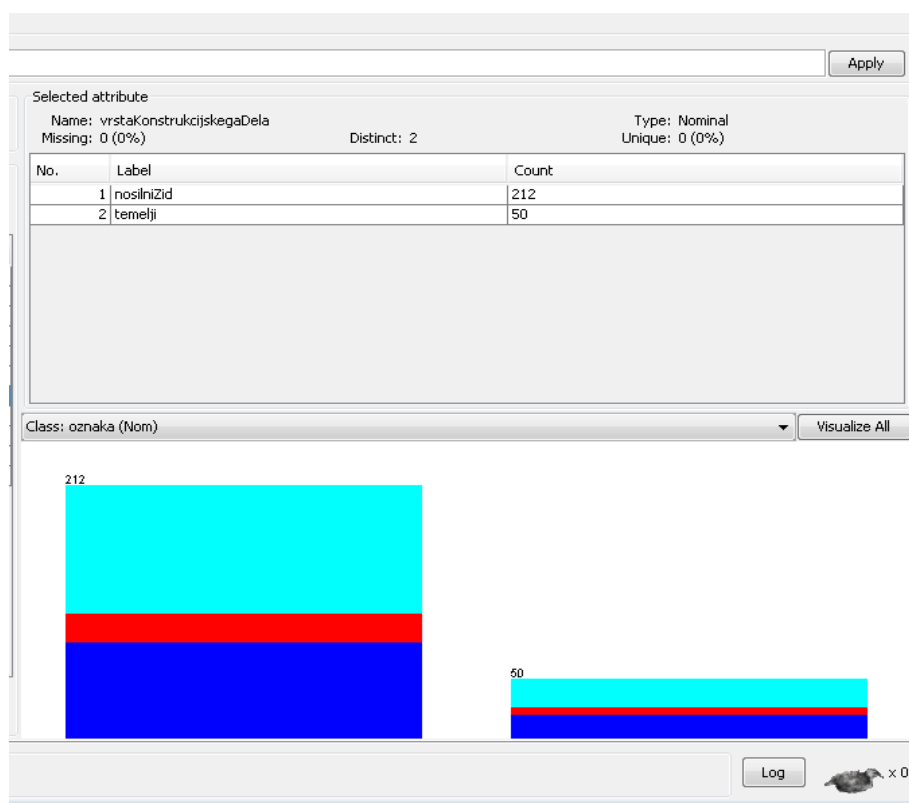 Apply
Selected attribute
Name: vrstaKonstrukcijskegaDela Type: Nominal
Missing: 0 (0%) Distinct: 2 Unique: 0 (0%)
No. Label Count
1 nosilniZid 212
2 temelji 50
Class: oznaka (Nom) Visualize All
212
50
Log x 0